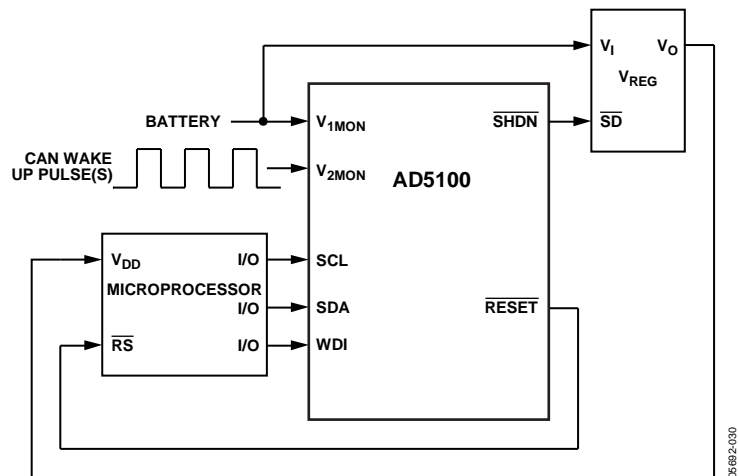 V1MON
BATTERY
CAN WAKE
UP PULSE(S)
V2MON
AD5100
SHDN
VI
VO
VREG
SD
VDD
I/O
SCL
MICROPROCESSOR
I/O
SDA
RESET
RS
I/O
WDI
05692-030